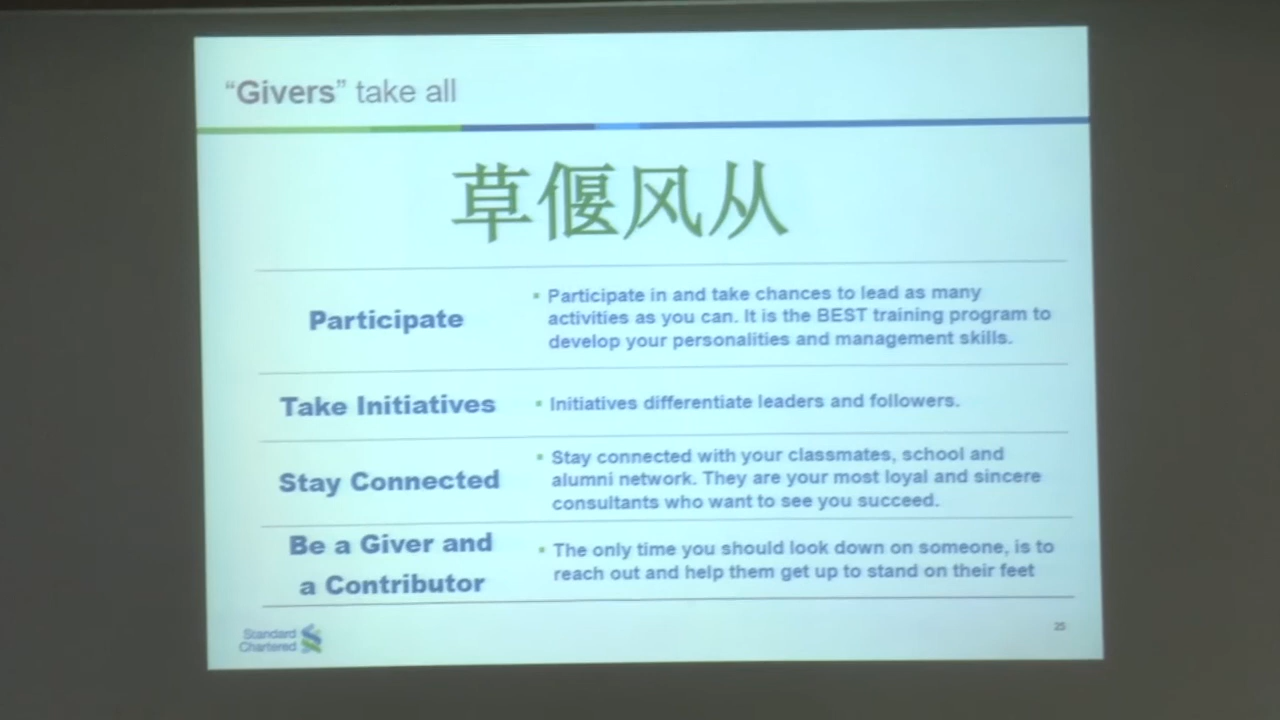 “Givers” take all
草偃风从
Participate
▪ Participate in and take chances to lead as many
activities as you can. It is the BEST training program to
develop your personalities and management skills.
Take Initiatives
▪ Initiatives differentiate leaders and followers.
Stay Connected
▪ Stay connected with your classmates, school and
alumni network. They are your most loyal and sincere
consultants who want to see you succeed.
Be a Giver and
a Contributor
▪ The only time you should look down on someone, is to
reach out and help them get up to stand on their feet
Standard
Chartered
25